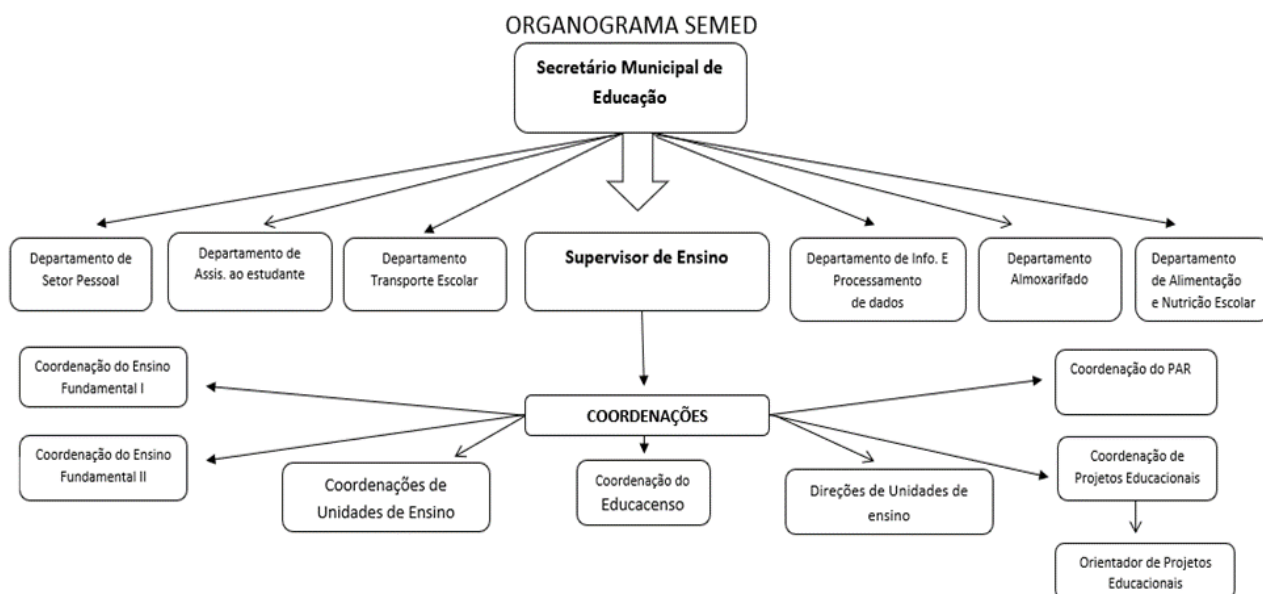 ORGANOGRAMA SEMED
Secretário Municipal de
Educação
Departamento de
Setor Pessoal
Departamento de
Assis. ao estudante
Departamento
Transporte Escolar
Supervisor de Ensino
Departamento de Info. E
Processamento
de dados
Departamento
Almoxarifado
Departamento
de Alimentação
e Nutrição Escolar
Coordenação do Ensino
Fundamental I
COORDENAÇÕES
Coordenação do PAR
Coordenação do Ensino
Fundamental II
Coordenações de
Unidades de Ensino
Coordenação do
Educacenso
Direções de Unidades de
ensino
Coordenação de
Projetos Educacionais
Orientador de Projetos
Educacionais